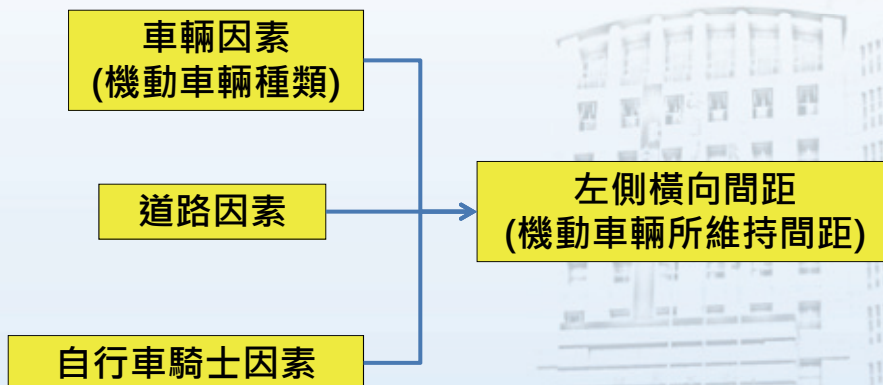 車輛因素
(機動車輛種類)
道路因素
左側橫向間距
(機動車輛所維持間距)
自行車騎士因素